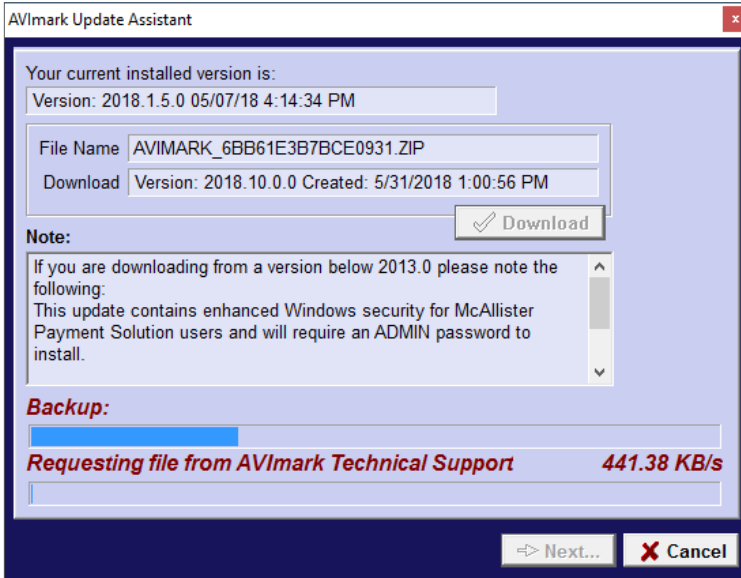 AVImark Update Assistant
x
Your current installed version is:
Version: 2018.1.5.0 05/07/18 4:14:34 PM
File Name AVIMARK_6BB61E3B7BCE0931.ZIP
Download Version: 2018.10.0.0 Created: 5/31/2018 1:00:56 PM
Download
Note:
If you are downloading from a version below 2013.0 please note the
following:
This update contains enhanced Windows security for McAllister
Payment Solution users and will require an ADMIN password to
install.
Backup:
Requesting file from AVImark Technical Support 441.38 KB/s
Next... Cancel